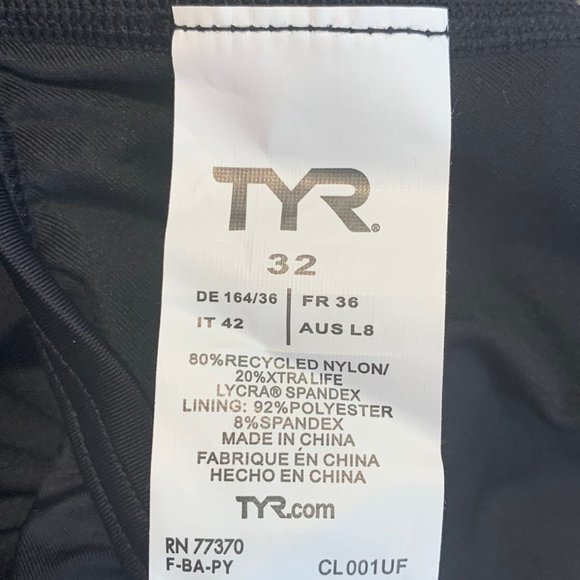 TYR®
32
DE 164/36 FR 36
IT 42 AUS L8
80%RECYCLED NYLON/
20%XTRA LIFE
LYCRA® SPANDEX
LINING: 92%POLYESTER
8%SPANDEX
MADE IN CHINA
FABRIQUE ÉN CHINA
HECHO EN CHINA
TYR.com
RN 77370
F-BA-PY CL001UF